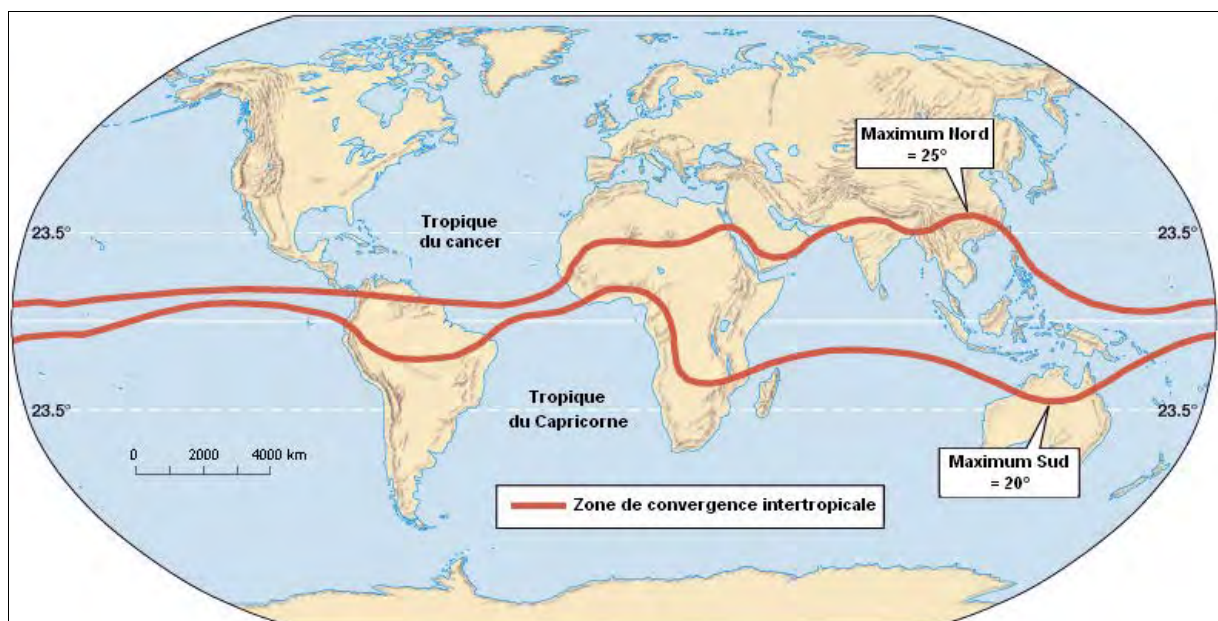 Maximum Nord
= 25°
Tropique
du cancer
23.5°
23.5°
23.5°
23.5°
Tropique
du Capricorne
0 2000 4000 km
Maximum Sud
= 20°
Zone de convergence intertropicale